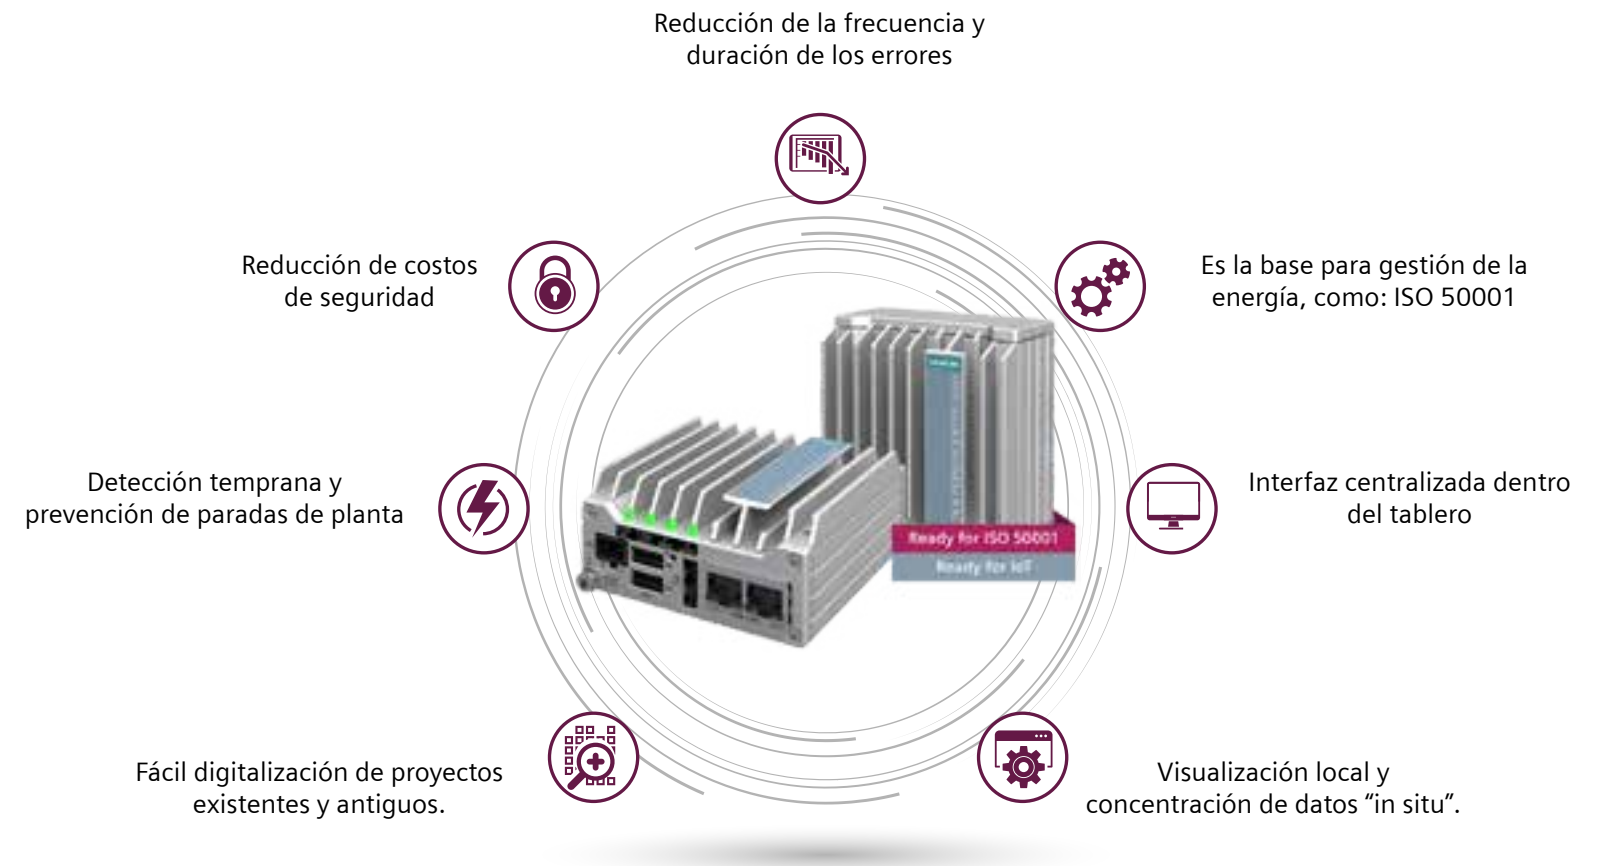 Reducción de la frecuencia y
duración de los errores
Reducción de costos
de seguridad
Es la base para gestión de la
energía, como: ISO 50001
Detección temprana y
prevención de paradas de planta
Interfaz centralizada dentro
del tablero
Ready for ISO 50001
Ready for IoT
Fácil digitalización de proyectos
existentes y antiguos.
Visualización local y
concentración de datos “in situ”.